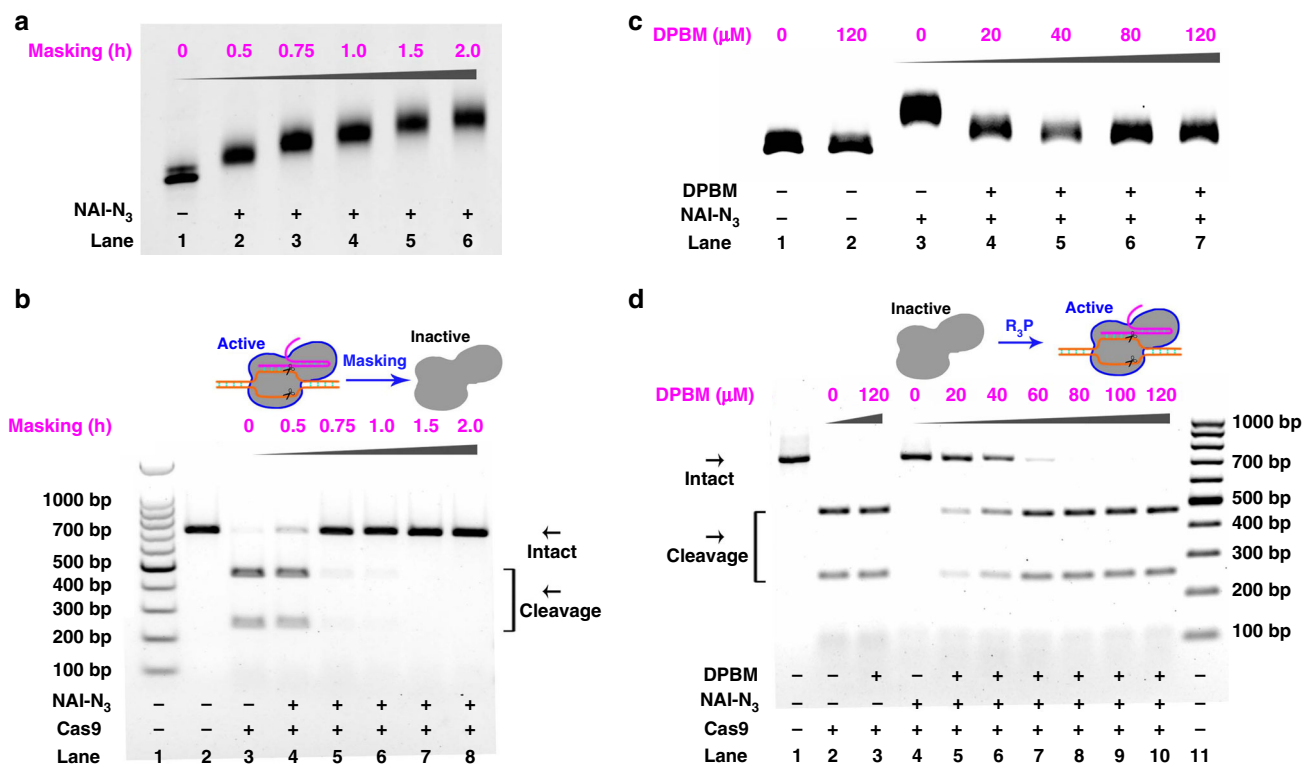 a
Masking (h) 0 0.5 0.75 1.0 1.5 2.0
NAI-N₃ – + + + + +
Lane 1 2 3 4 5 6
b
Active
Masking
Inactive
Masking (h) 0 0.5 0.75 1.0 1.5 2.0
1000 bp
700 bp
500 bp
400 bp
300 bp
200 bp
100 bp
← Intact
← Cleavage
NAI-N₃ – – – + + + + +
Cas9 – – + + + + + +
Lane 1 2 3 4 5 6 7 8
c
DPBM (μM) 0 120 0 20 40 80 120
DPBM – – – + + + +
NAI-N₃ – – + + + + +
Lane 1 2 3 4 5 6 7
d
Inactive
R₃P
Active
DPBM (μM) 0 120 0 20 40 60 80 100 120
→ Intact
→ Cleavage
1000 bp
700 bp
500 bp
400 bp
300 bp
200 bp
100 bp
DPBM – – + – + + + + + + –
NAI-N₃ – – – + + + + + + + –
Cas9 – + + + + + + + + + –
Lane 1 2 3 4 5 6 7 8 9 10 11